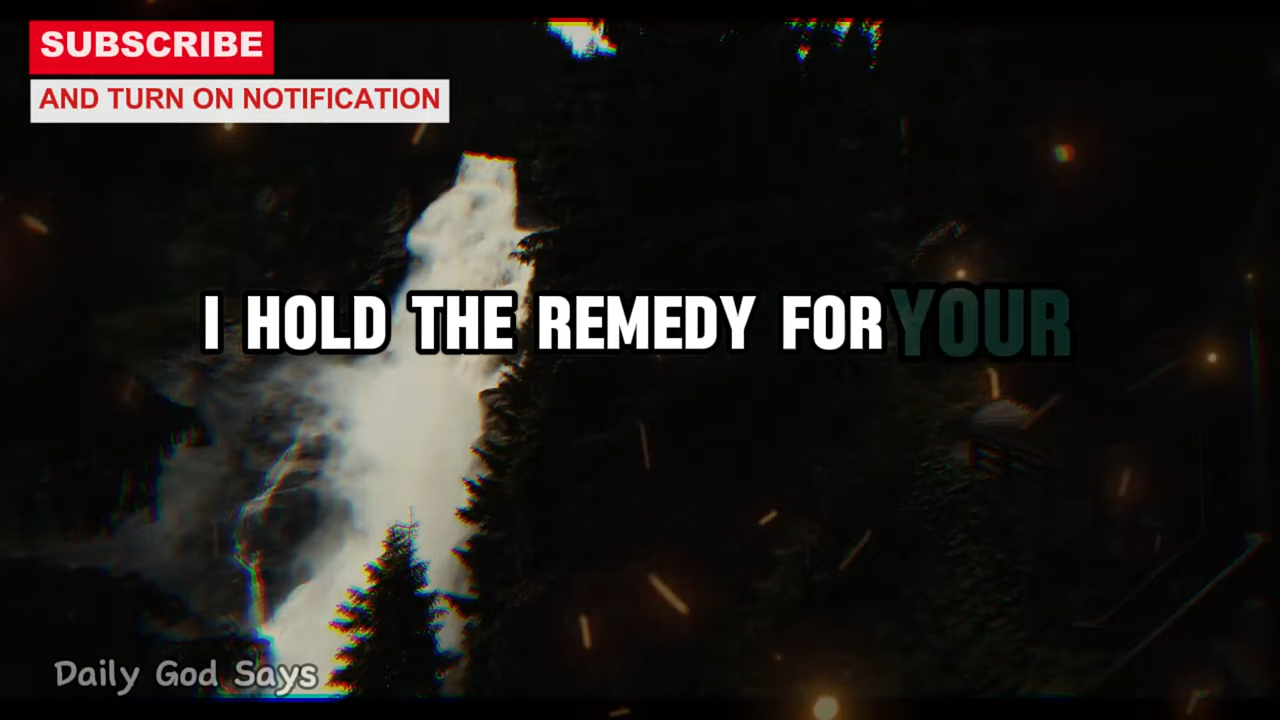 SUBSCRIBE
AND TURN ON NOTIFICATION
I HOLD THE REMEDY FOR YOUR
Daily God Says